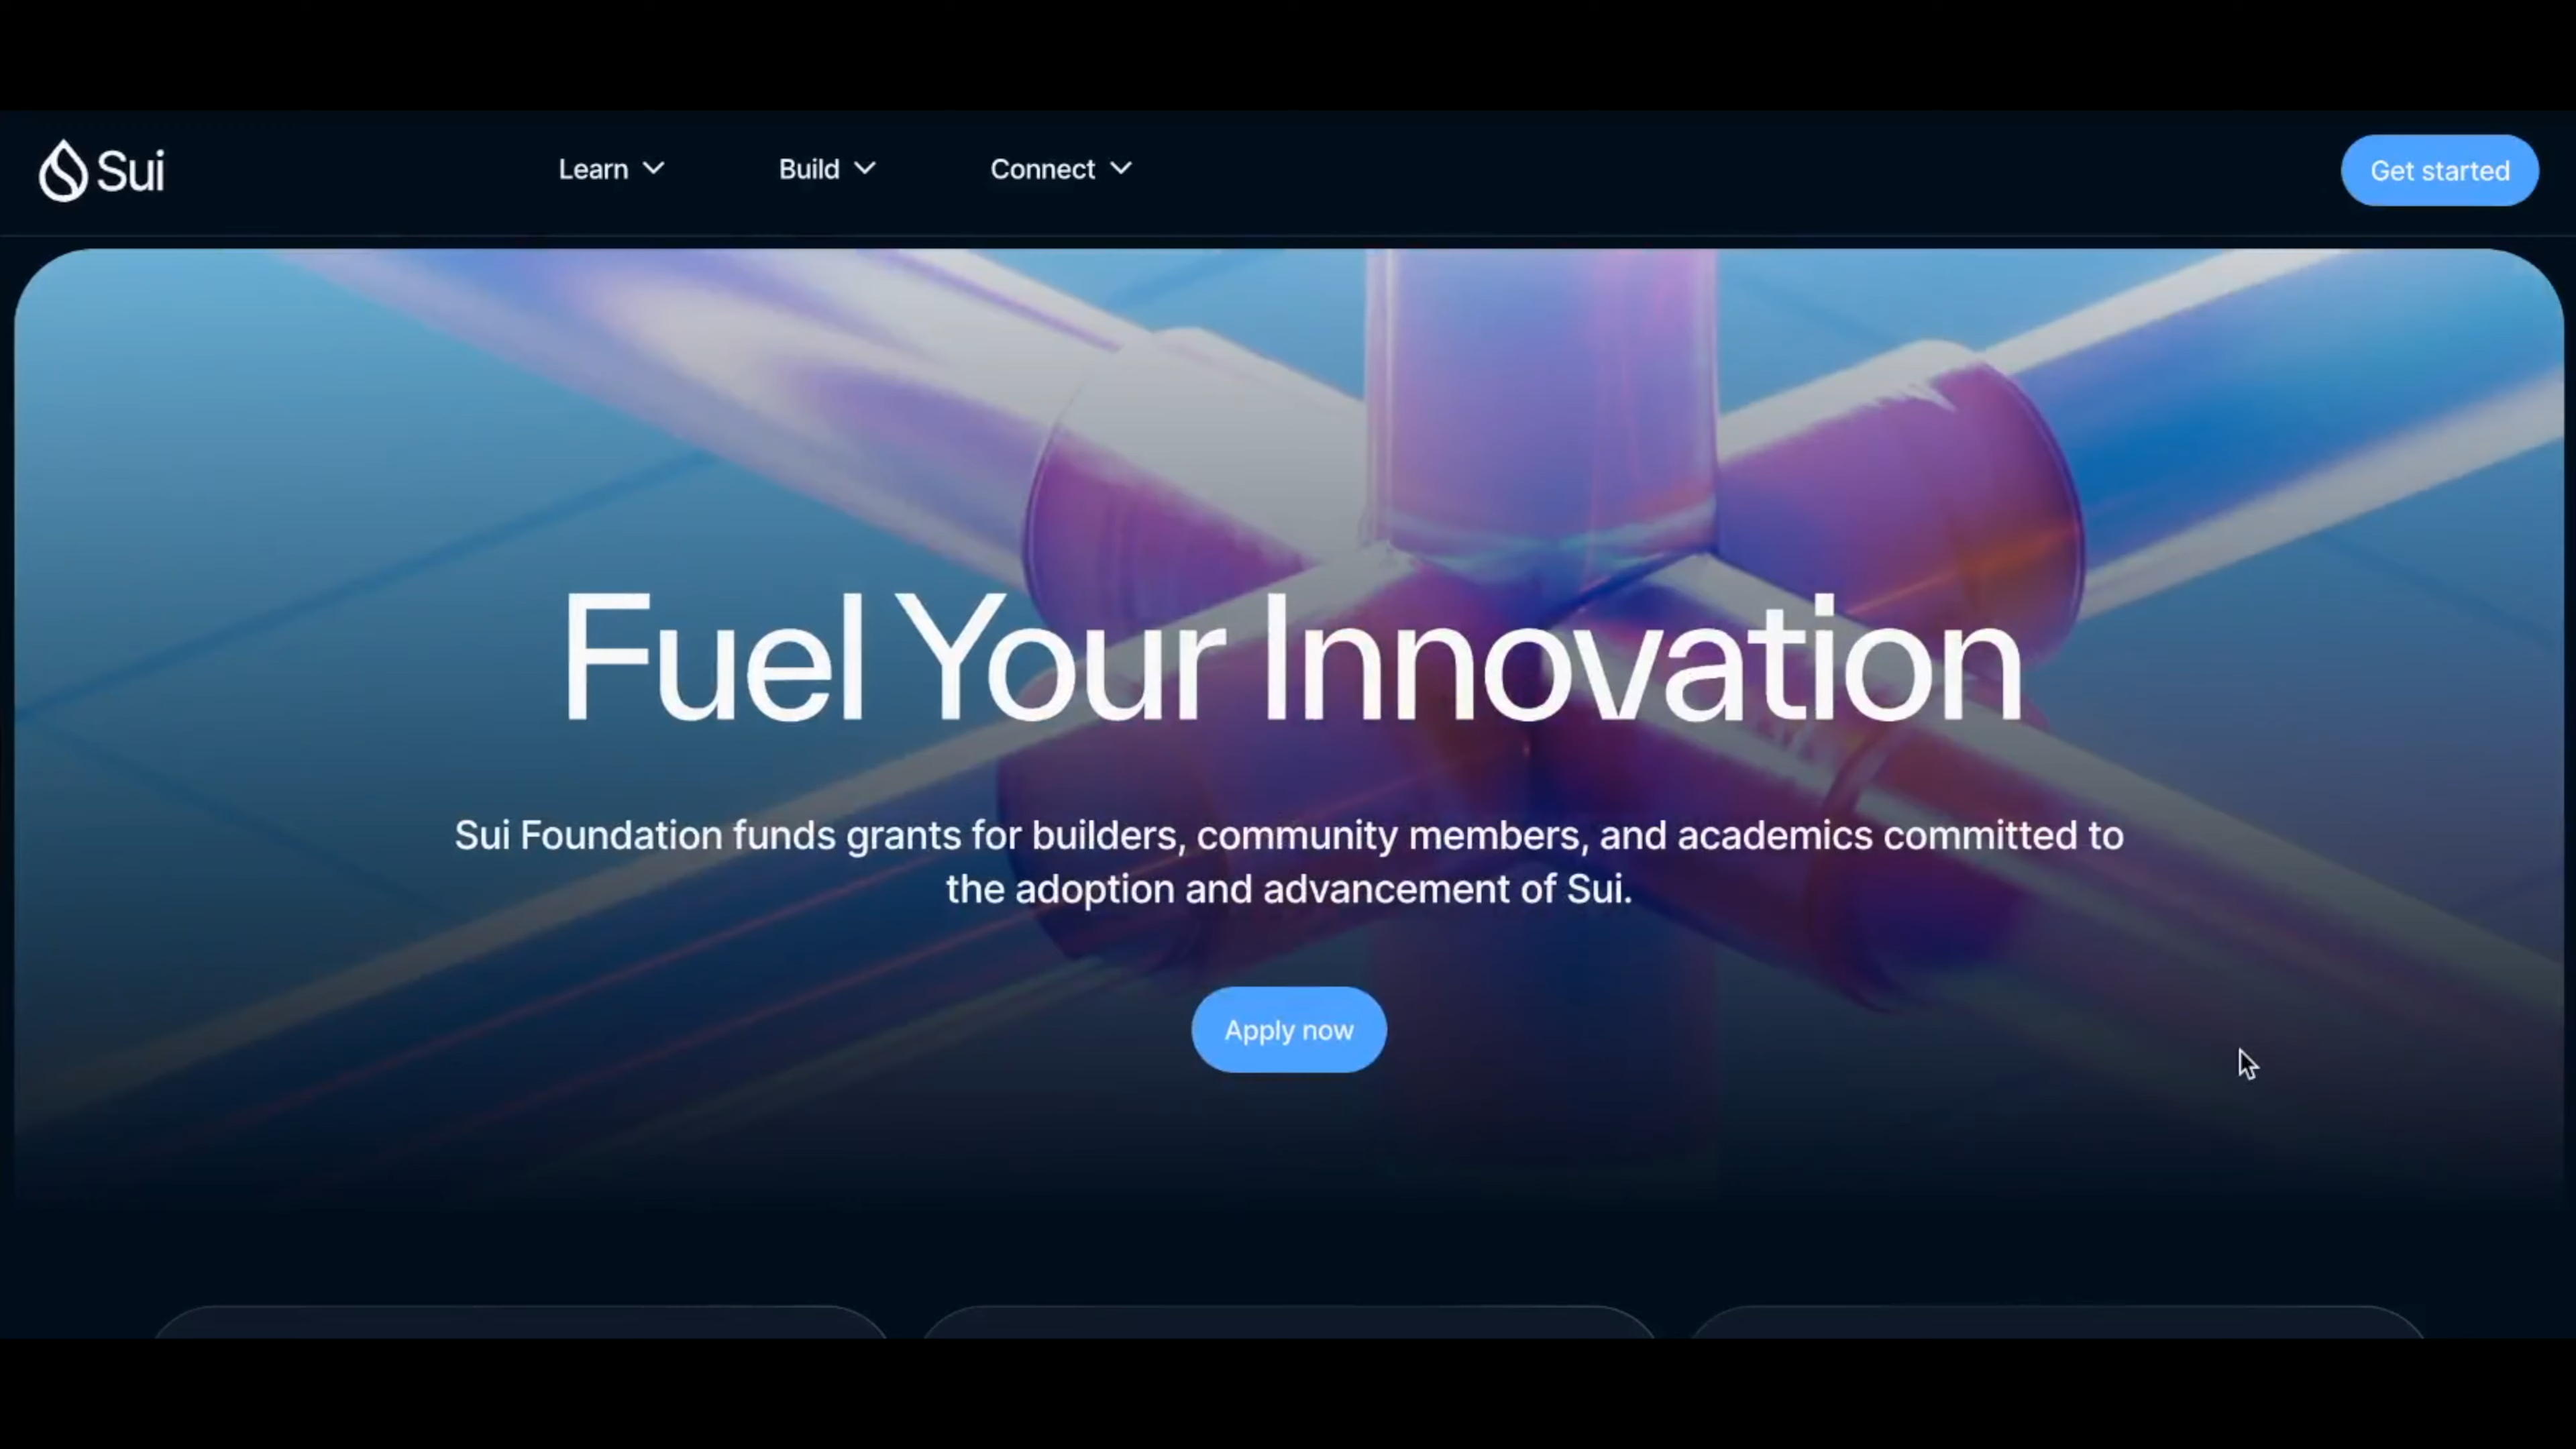 Sui
Learn
Build
Connect
Get started
Fuel Your Innovation
Sui Foundation funds grants for builders, community members, and academics committed to
the adoption and advancement of Sui.
Apply now